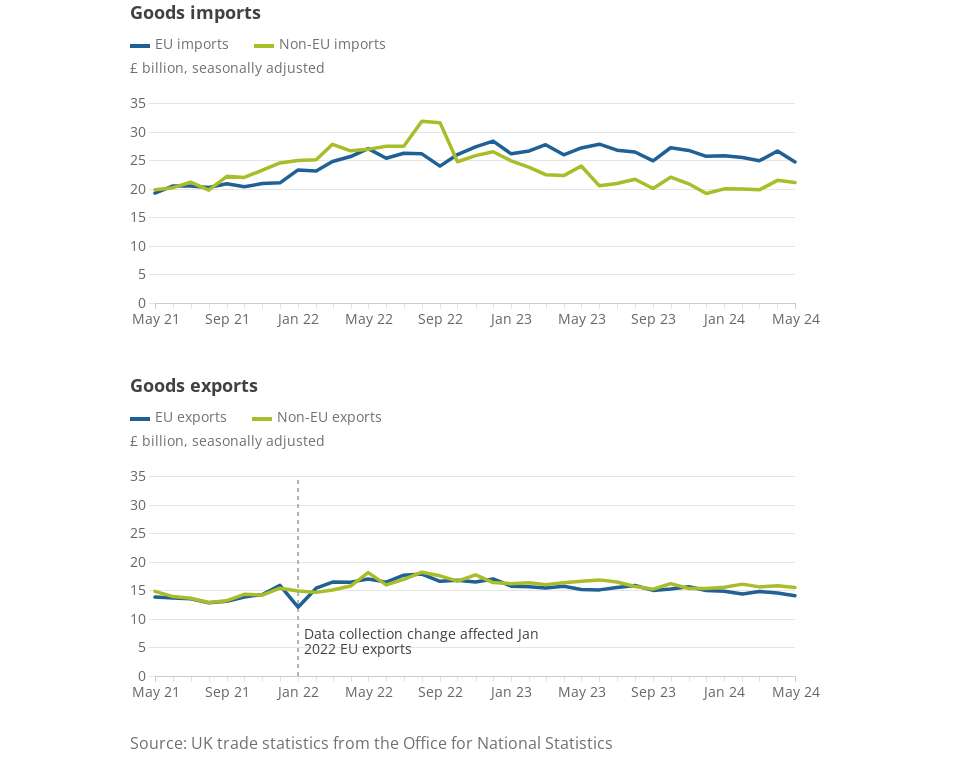 Goods imports
EU imports Non-EU imports
£ billion, seasonally adjusted
35
30
25
20
15
10
5
0
May 21 Sep 21 Jan 22 May 22 Sep 22 Jan 23 May 23 Sep 23 Jan 24 May 24
Goods exports
EU exports Non-EU exports
£ billion, seasonally adjusted
35
30
25
20
15
10
Data collection change affected Jan
5 2022 EU exports
0
May 21 Sep 21 Jan 22 May 22 Sep 22 Jan 23 May 23 Sep 23 Jan 24 May 24
Source: UK trade statistics from the Office for National Statistics